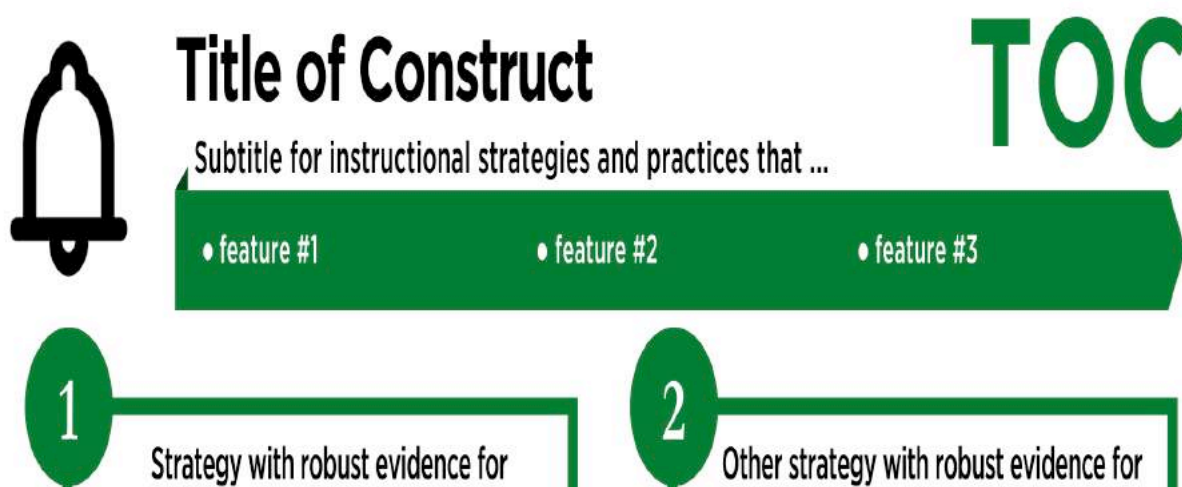 Title of Construct
TOC
Subtitle for instructional strategies and practices that ...
• feature #1 • feature #2 • feature #3
1
2
Strategy with robust evidence for
Other strategy with robust evidence for